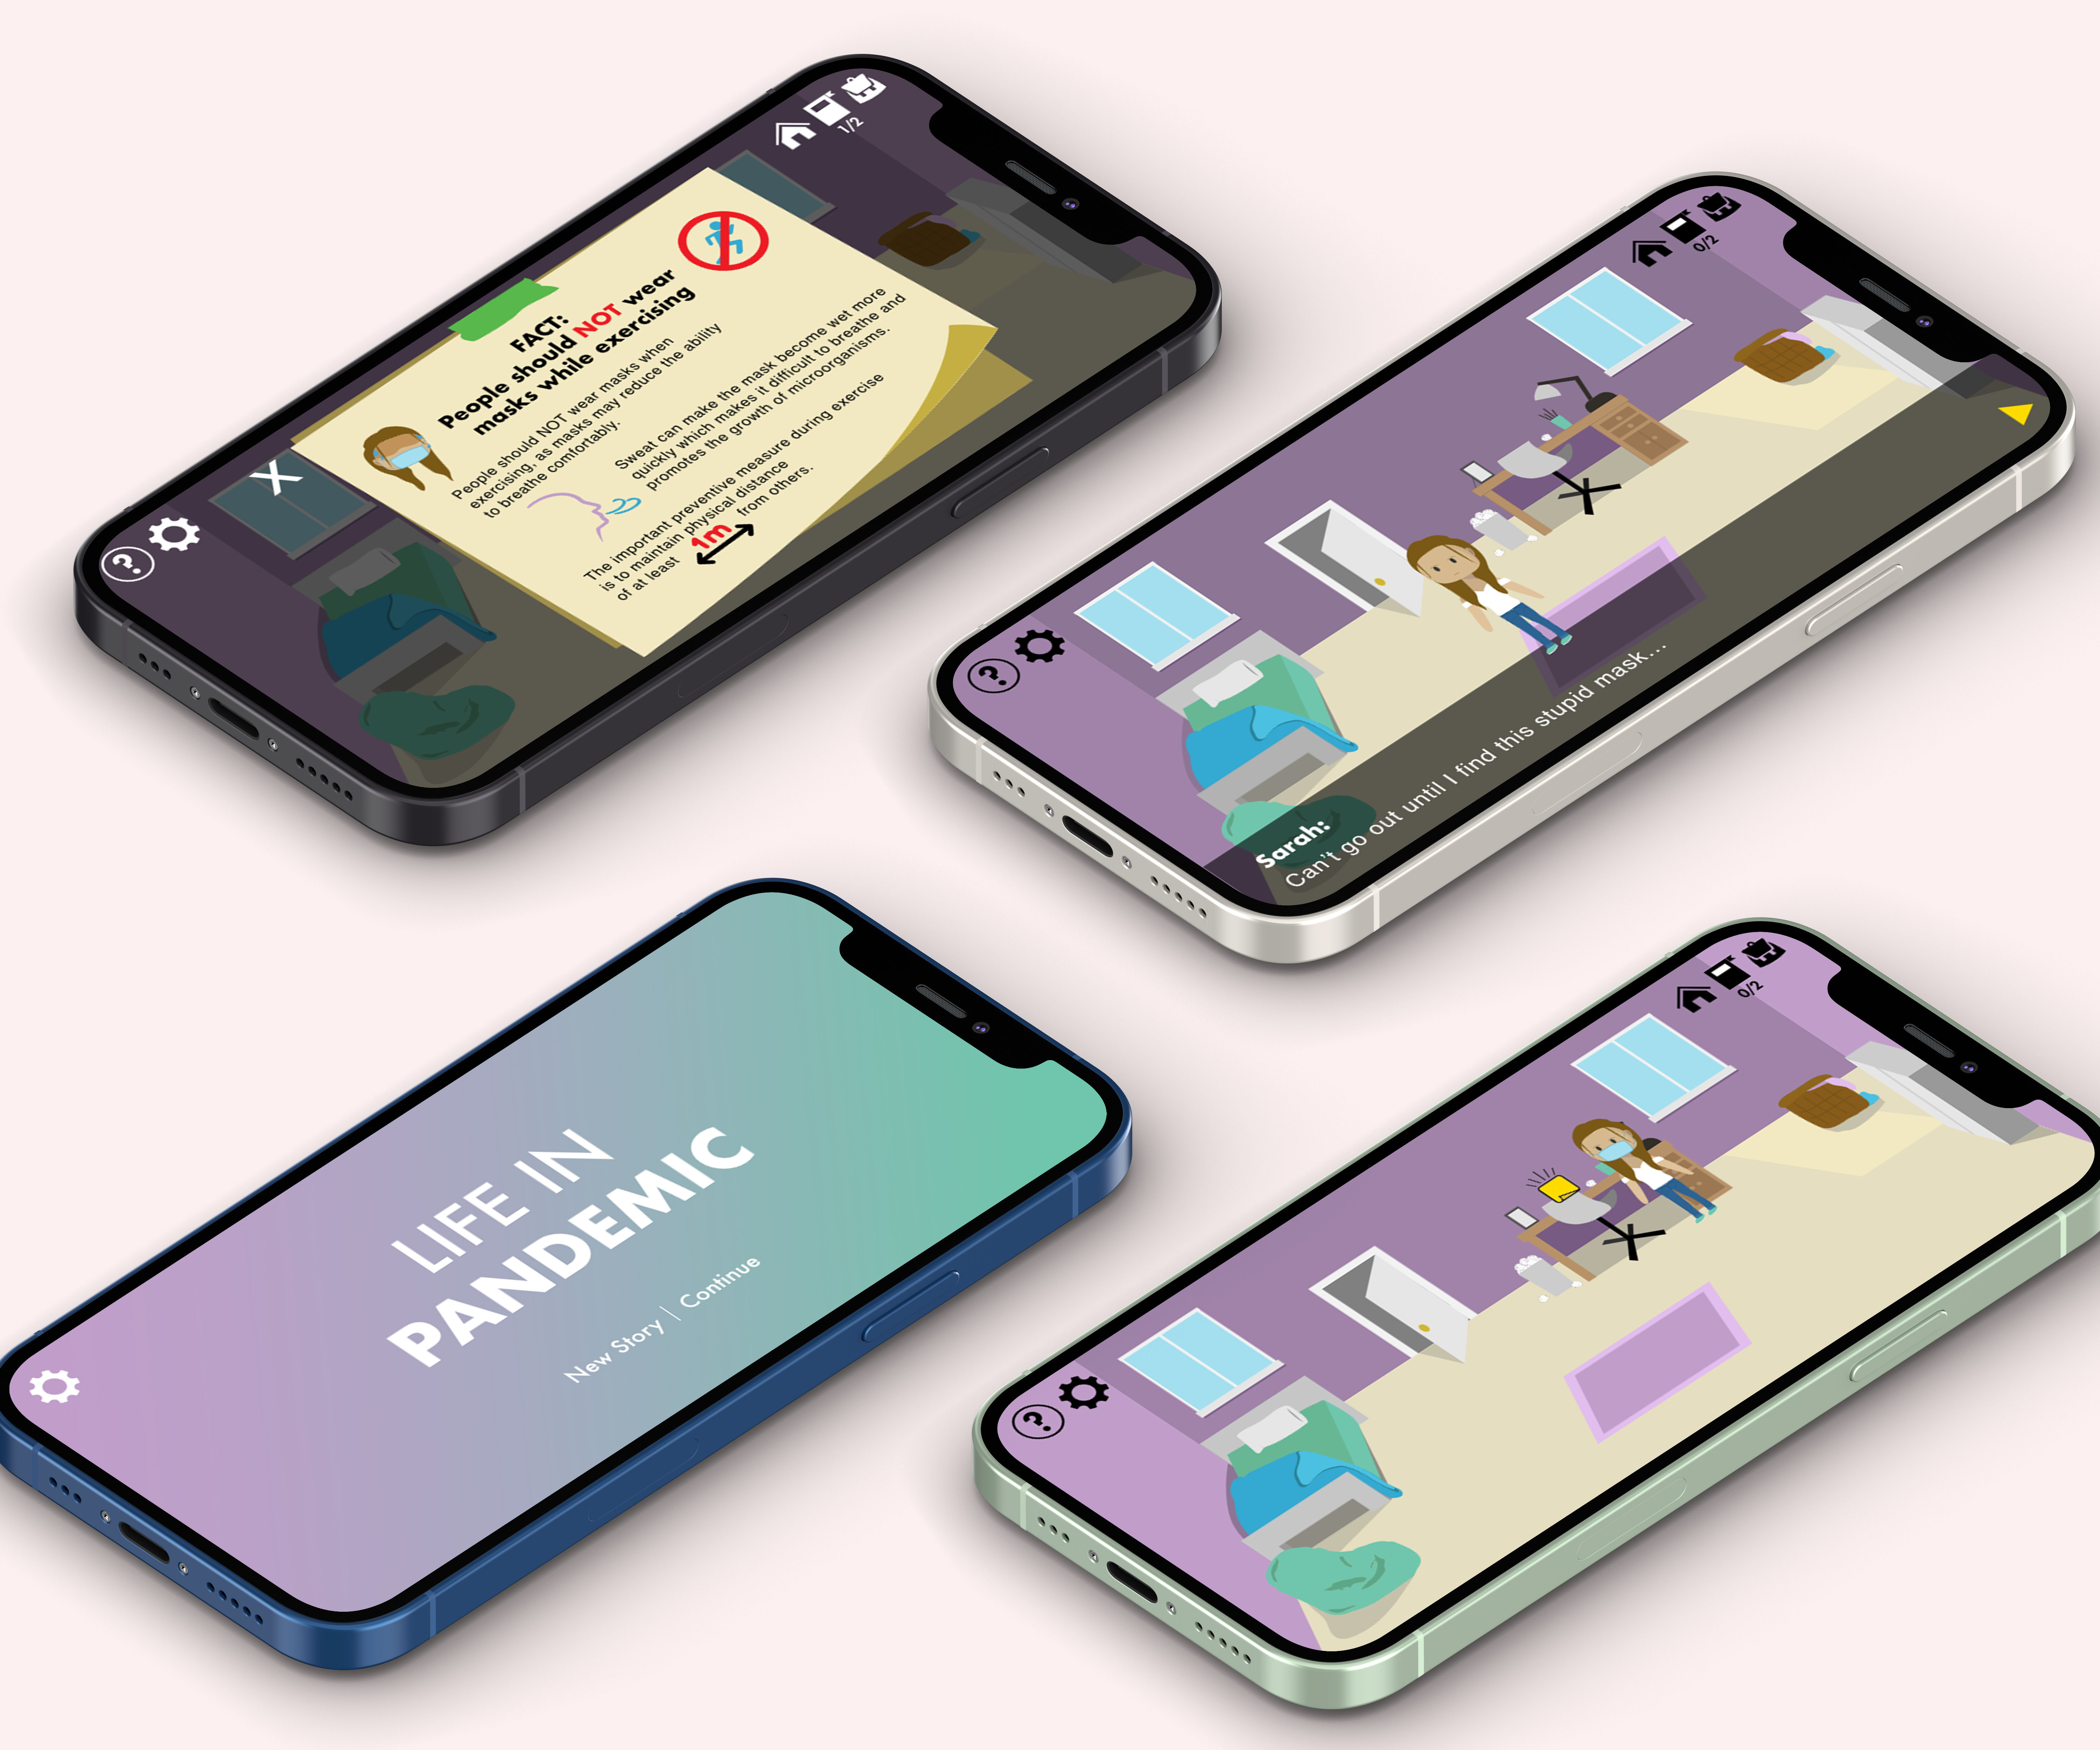 1/2
FACT:
People should NOT wear
masks while exercising
People should NOT wear masks when
exercising, as masks may reduce the ability
to breathe comfortably.
Sweat can make the mask become wet more
quickly which makes it difficult to breathe and
promotes the growth of microorganisms.
The important preventive measure during exercise
is to maintain physical distance
of at least 1m from others.
X
?
0/2
?
Sarah:
Can't go out until I find this stupid mask...
LIFE IN
PANDEMIC
New Story | Continue
0/2
?